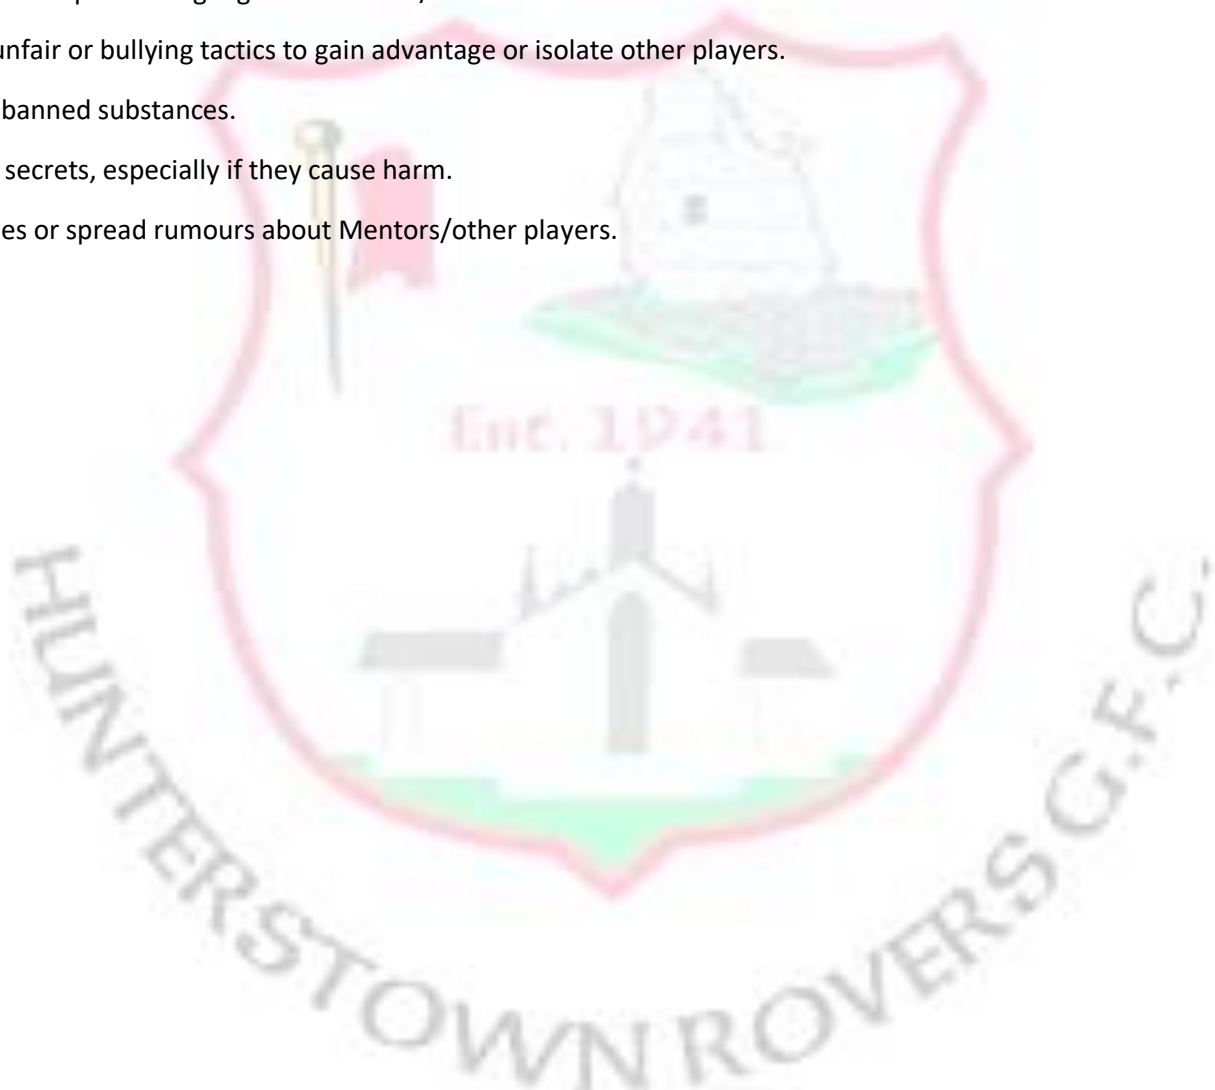 unfair or bullying tactics to gain advantage or isolate other players.
banned substances.
secrets, especially if they cause harm.
es or spread rumours about Mentors/other players.
Ent. 1941
HUNTERSTOWN ROVERS G.F.C.